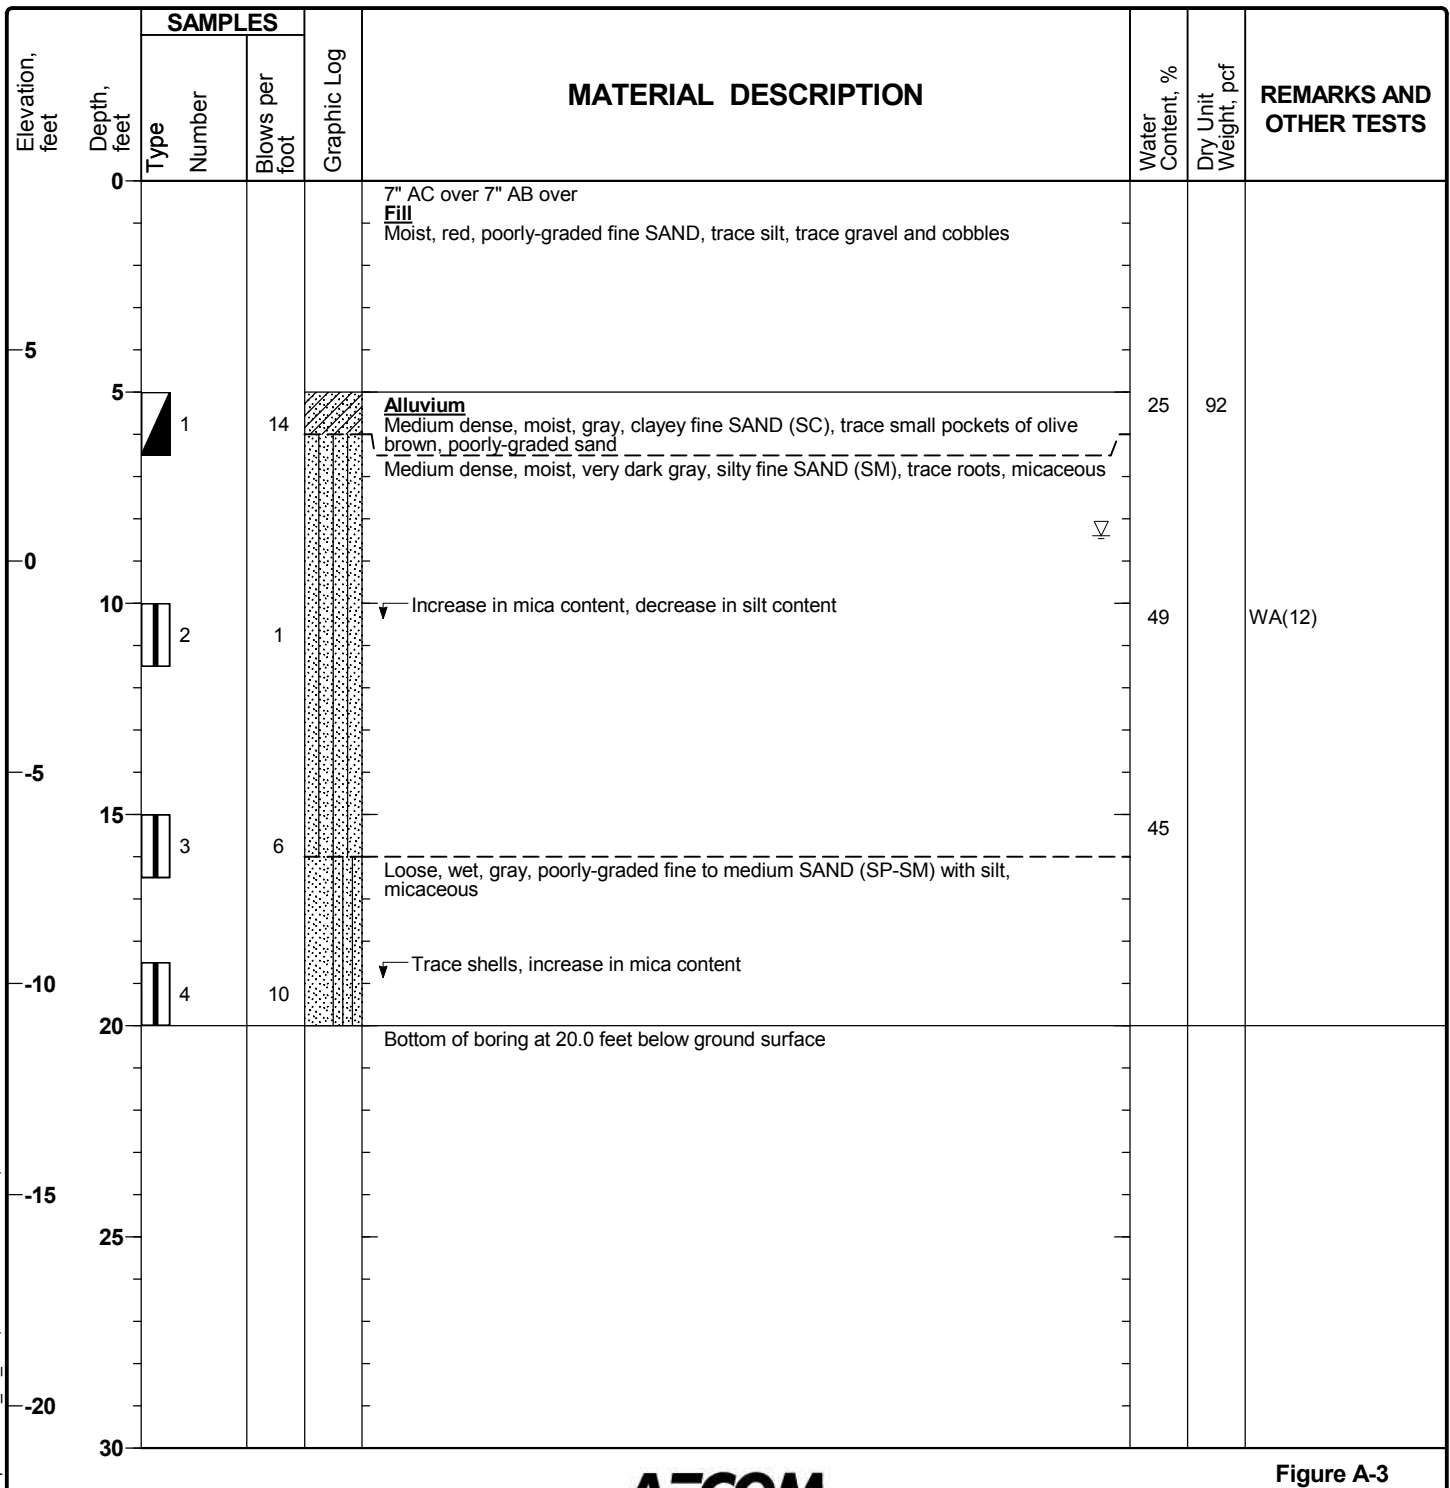 SAMPLES
Elevation,
feet
Depth,
feet
Type
Number
Blows per
foot
Graphic Log
MATERIAL DESCRIPTION
Water
Content, %
Dry Unit
Weight, pcf
REMARKS AND
OTHER TESTS
0
7" AC over 7" AB over
Fill
Moist, red, poorly-graded fine SAND, trace silt, trace gravel and cobbles
5
5
Alluvium
25
92
1
14
Medium dense, moist, gray, clayey fine SAND (SC), trace small pockets of olive
brown, poorly-graded sand
Medium dense, moist, very dark gray, silty fine SAND (SM), trace roots, micaceous
0
10
Increase in mica content, decrease in silt content
49
WA(12)
2
1
-5
15
45
3
6
Loose, wet, gray, poorly-graded fine to medium SAND (SP-SM) with silt,
micaceous
Trace shells, increase in mica content
-10
4
10
20
Bottom of boring at 20.0 feet below ground surface
-15
25
-20
30
AECOM
Figure A-3